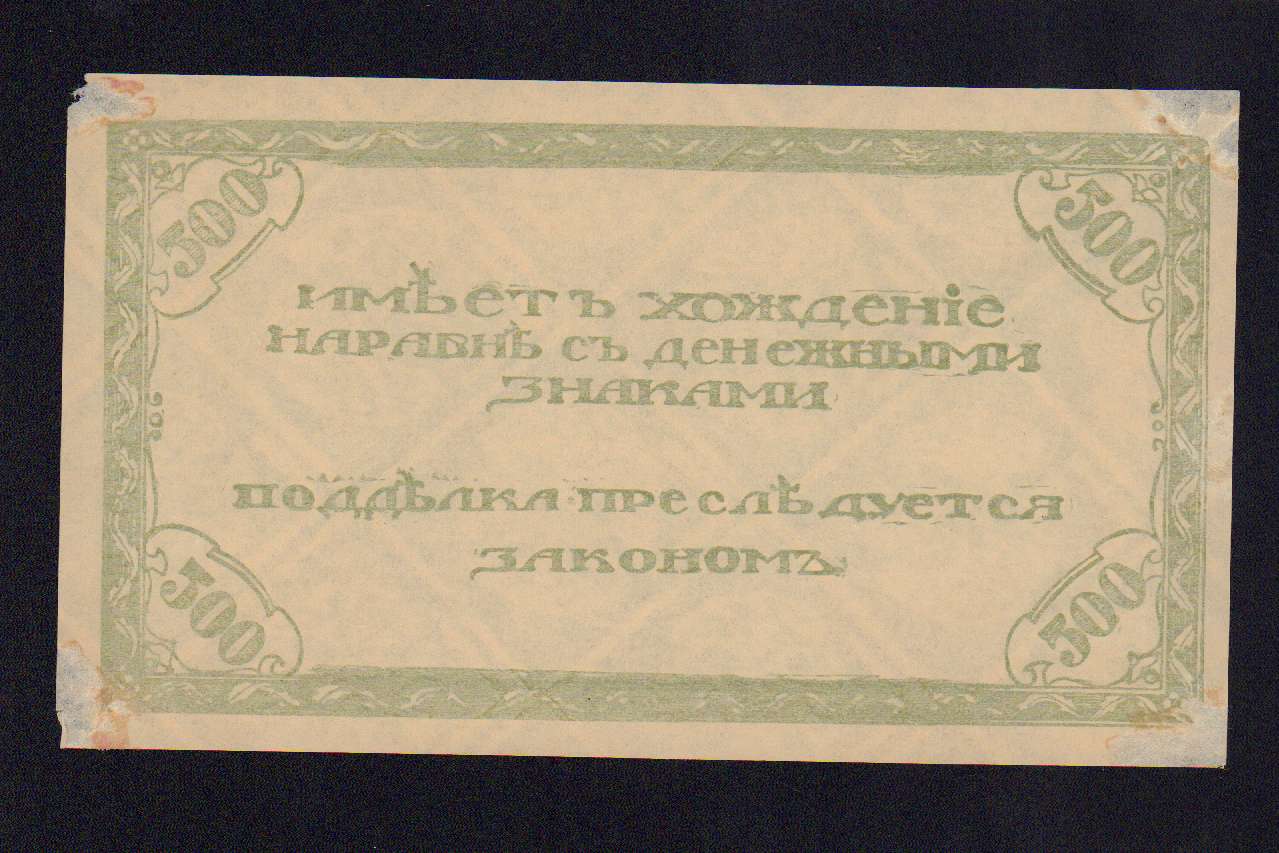 500 500
имѣетъ хожденіе
наравнѣ съ денежными
знаками
поддѣлка преслѣдуется
закономъ
500 500